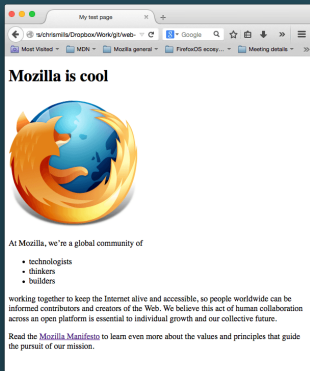 My test page
s/chrismills/Dropbox/Work/git/web-
Google
Most Visited
MDN
Mozilla general
FirefoxOS ecosy...
Meeting details
Mozilla is cool
At Mozilla, we're a global community of
technologists
thinkers
builders
working together to keep the Internet alive and accessible, so people worldwide can be
informed contributors and creators of the Web. We believe this act of human collaboration
across an open platform is essential to individual growth and our collective future.
Read the Mozilla Manifesto to learn even more about the values and principles that guide
the pursuit of our mission.